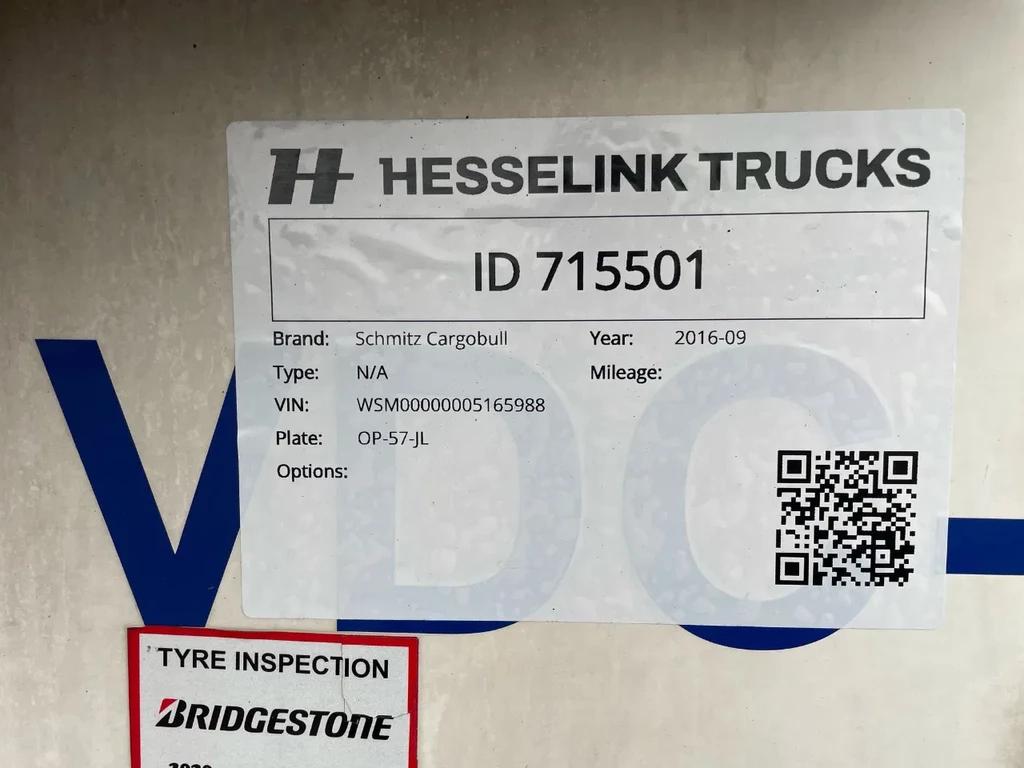 HESSELINK TRUCKS
ID 715501
Brand: Schmitz Cargobull Year: 2016-09
Type: N/A Mileage:
VIN: WSM00000005165988
Plate: OP-57-JL
Options:
VDC-
TYRE INSPECTION
BRIDGESTONE